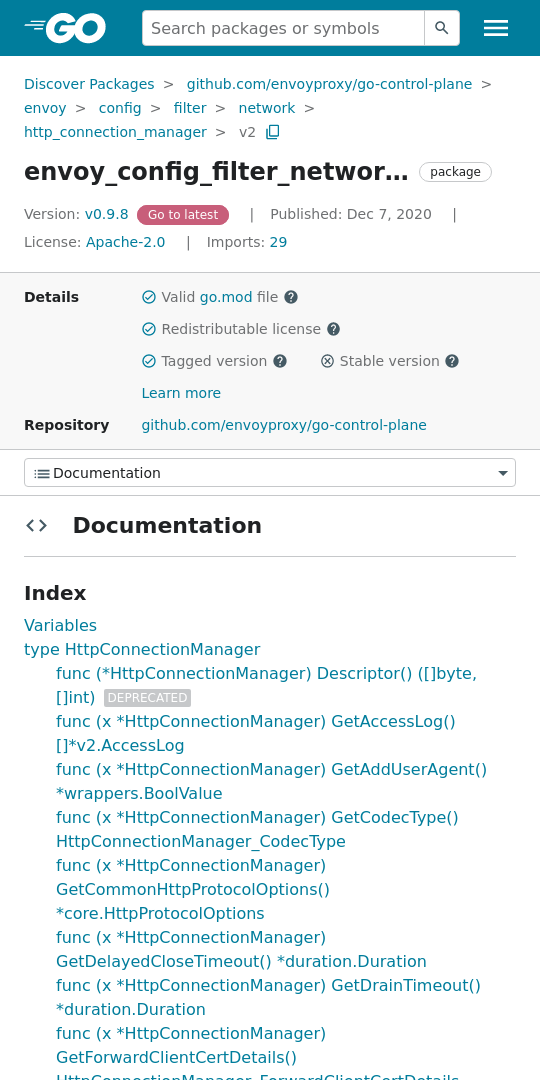 GO
Search packages or symbols
Discover Packages > github.com/envoyproxy/go-control-plane >
envoy > config > filter > network >
http_connection_manager > v2
envoy_config_filter_networ... package
Version: v0.9.8 Go to latest | Published: Dec 7, 2020 |
License: Apache-2.0 | Imports: 29
Details Valid go.mod file
Redistributable license
Tagged version Stable version
Learn more
Repository github.com/envoyproxy/go-control-plane
Documentation
Documentation
Index
Variables
type HttpConnectionManager
func (*HttpConnectionManager) Descriptor() ([]byte,
[]int) DEPRECATED
func (x *HttpConnectionManager) GetAccessLog()
[]*v2.AccessLog
func (x *HttpConnectionManager) GetAddUserAgent()
*wrappers.BoolValue
func (x *HttpConnectionManager) GetCodecType()
HttpConnectionManager_CodecType
func (x *HttpConnectionManager)
GetCommonHttpProtocolOptions()
*core.HttpProtocolOptions
func (x *HttpConnectionManager)
GetDelayedCloseTimeout() *duration.Duration
func (x *HttpConnectionManager) GetDrainTimeout()
*duration.Duration
func (x *HttpConnectionManager)
GetForwardClientCertDetails()
HttpConnectionManager_ForwardClientCertDetails